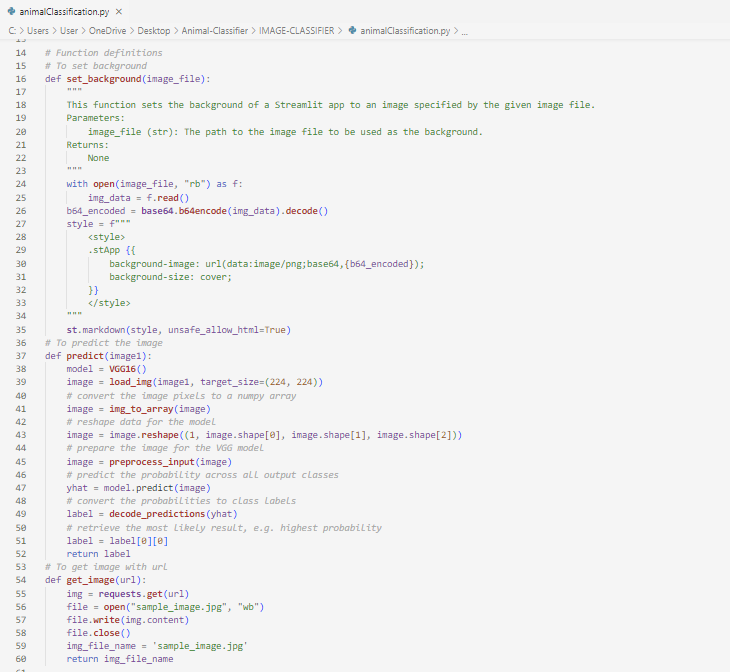 animalClassification.py ×
C: > Users > User > OneDrive > Desktop > Animal-Classifier > IMAGE-CLASSIFIER > animalClassification.py > ...
14 # Function definitions
15 # To set background
16 def set_background(image_file):
17     """
18     This function sets the background of a Streamlit app to an image specified by the given image file.
19     Parameters:
20         image_file (str): The path to the image file to be used as the background.
21     Returns:
22         None
23     """
24     with open(image_file, "rb") as f:
25         img_data = f.read()
26     b64_encoded = base64.b64encode(img_data).decode()
27     style = f"""
28         <style>
29         .stApp {{
30             background-image: url(data:image/png;base64,{b64_encoded});
31             background-size: cover;
32         }}
33         </style>
34     """
35     st.markdown(style, unsafe_allow_html=True)
36 # To predict the image
37 def predict(image1):
38     model = VGG16()
39     image = load_img(image1, target_size=(224, 224))
40     # convert the image pixels to a numpy array
41     image = img_to_array(image)
42     # reshape data for the model
43     image = image.reshape((1, image.shape[0], image.shape[1], image.shape[2]))
44     # prepare the image for the VGG model
45     image = preprocess_input(image)
46     # predict the probability across all output classes
47     yhat = model.predict(image)
48     # convert the probabilities to class labels
49     label = decode_predictions(yhat)
50     # retrieve the most likely result, e.g. highest probability
51     label = label[0][0]
52     return label
53 # To get image with url
54 def get_image(url):
55     img = requests.get(url)
56     file = open("sample_image.jpg", "wb")
57     file.write(img.content)
58     file.close()
59     img_file_name = 'sample_image.jpg'
60     return img_file_name